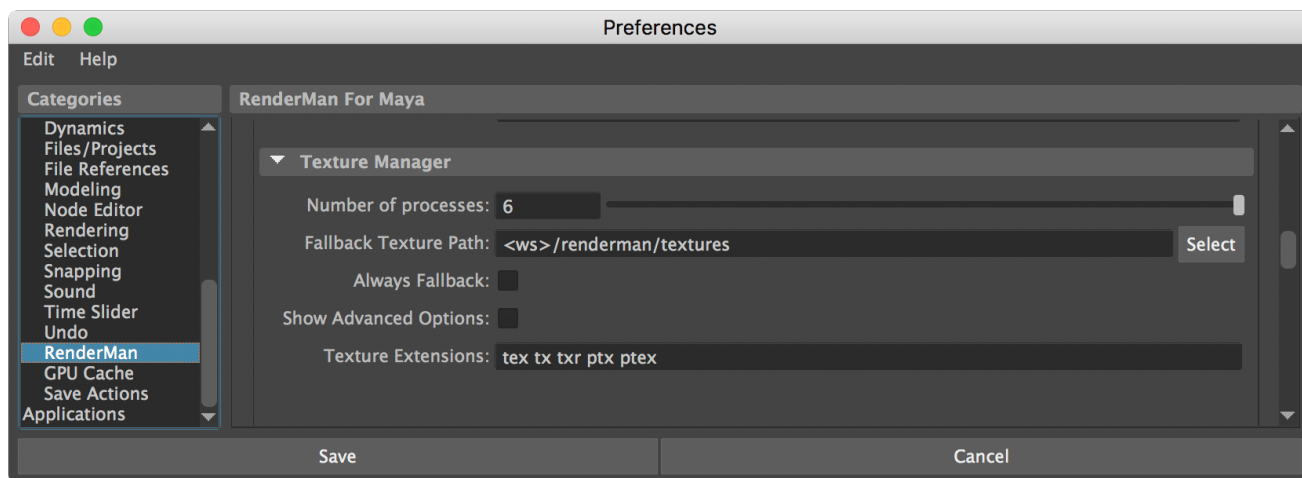 Preferences
Edit Help
Categories
Dynamics
Files/Projects
File References
Modeling
Node Editor
Rendering
Selection
Snapping
Sound
Time Slider
Undo
RenderMan
GPU Cache
Save Actions
Applications
RenderMan For Maya
Texture Manager
Number of processes: 6
Fallback Texture Path: <ws>/renderman/textures Select
Always Fallback:
Show Advanced Options:
Texture Extensions: tex tx txr ptx ptex
Save Cancel